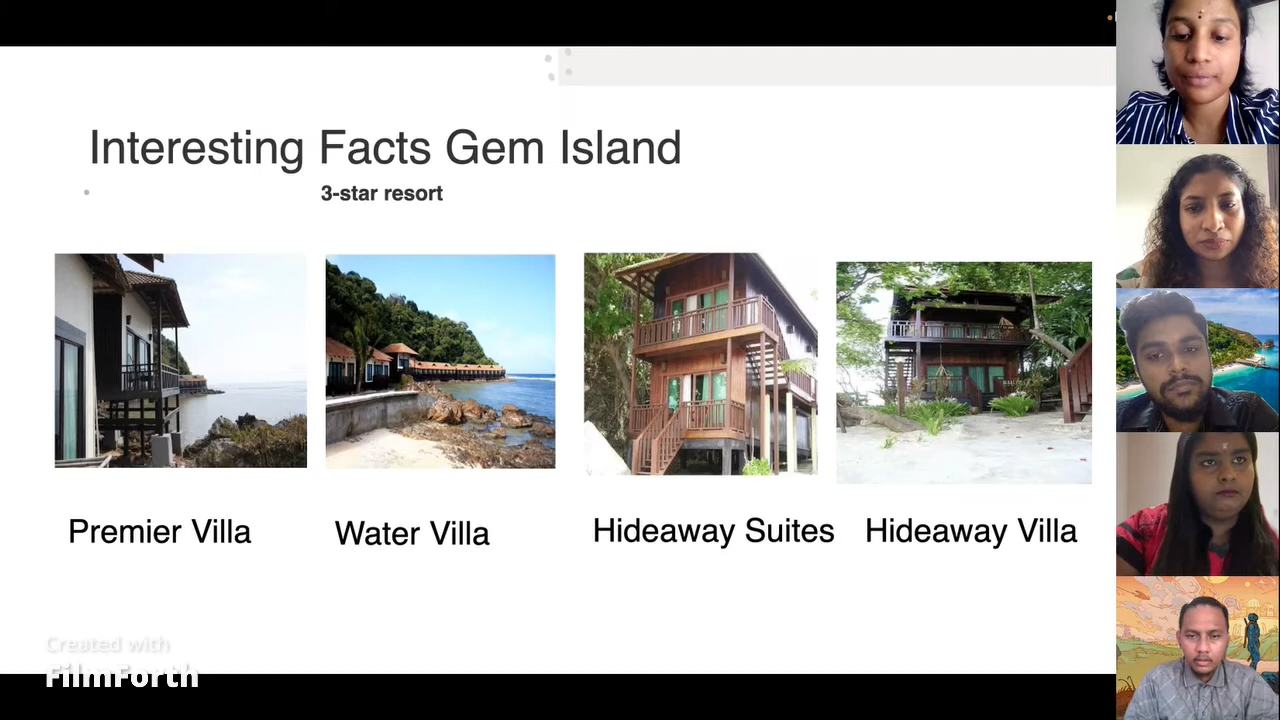 Interesting Facts Gem Island
3-star resort
Premier Villa
Water Villa
Hideaway Suites
Hideaway Villa
Created with
FilmForth